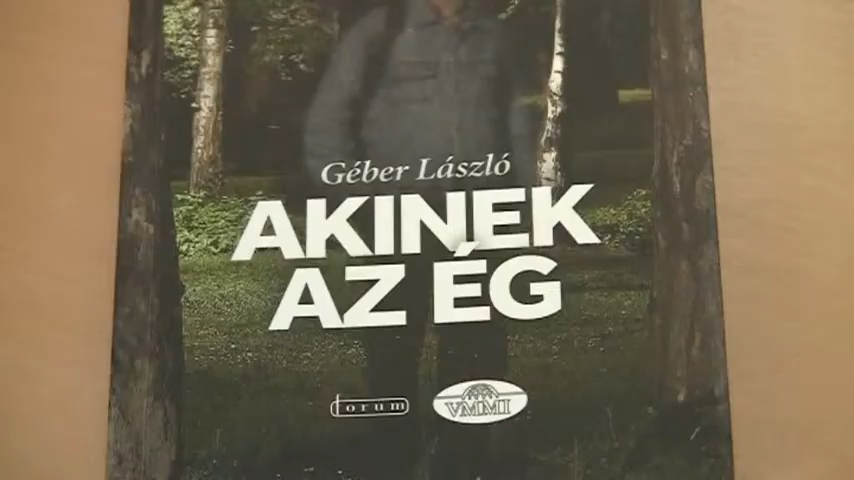 Géber László
AKINEK
AZ ÉG
forum
VMMI